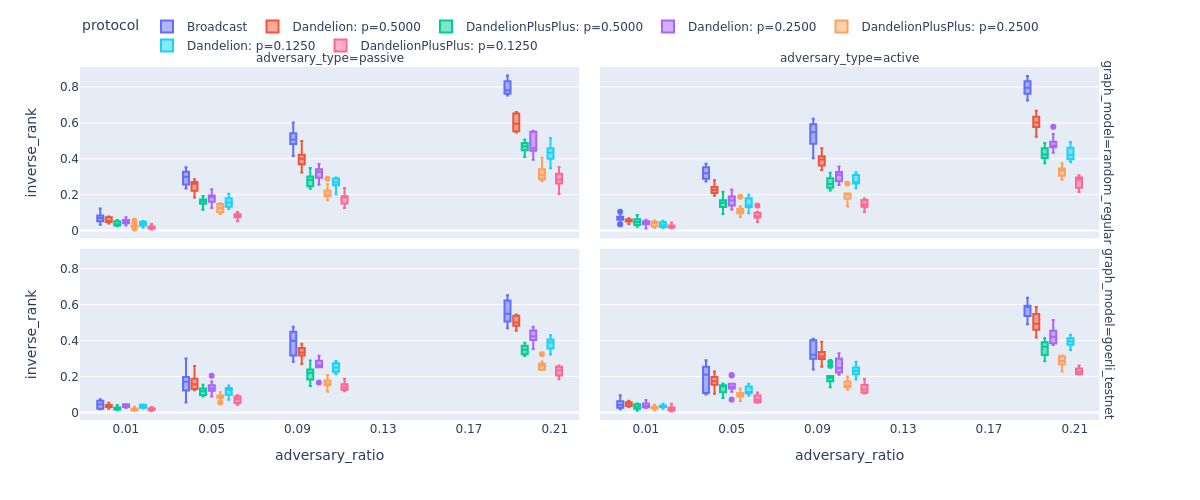 protocol
Broadcast
Dandelion: p=0.5000
DandelionPlusPlus: p=0.5000
Dandelion: p=0.2500
DandelionPlusPlus: p=0.2500
Dandelion: p=0.1250
DandelionPlusPlus: p=0.1250
adversary_type=passive
adversary_type=active
inverse_rank
0.8
0.6
0.4
0.2
0
graph_model=random_regular
inverse_rank
0.8
0.6
0.4
0.2
0
graph_model=goerli_testnet
0.01
0.05
0.09
0.13
0.17
0.21
0.01
0.05
0.09
0.13
0.17
0.21
adversary_ratio
adversary_ratio